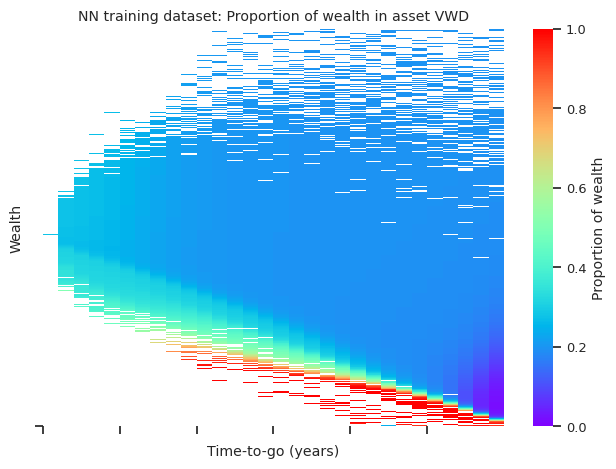 NN training dataset: Proportion of wealth in asset VWD
Wealth
Time-to-go (years)
1.0
0.8
0.6
0.4
0.2
0.0
Proportion of wealth